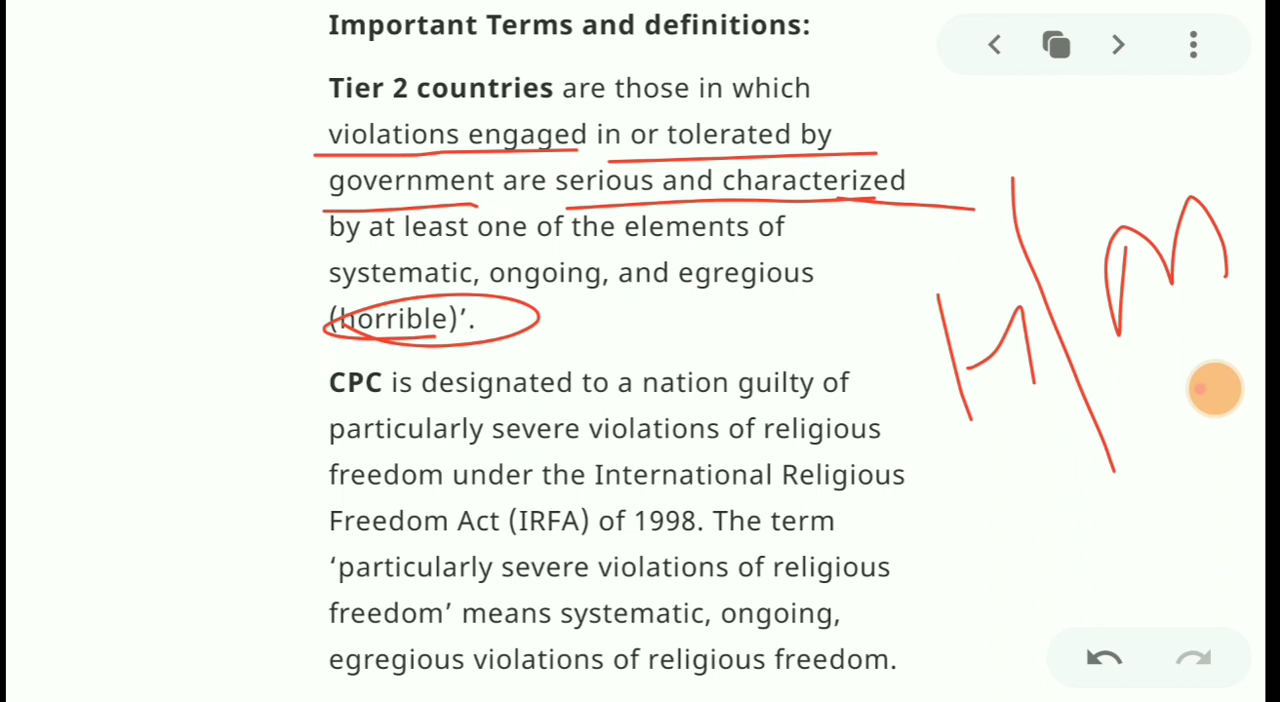 Important Terms and definitions:
Tier 2 countries are those in which
violations engaged in or tolerated by
government are serious and characterized
by at least one of the elements of
systematic, ongoing, and egregious
(horrible)’.
H/M
CPC is designated to a nation guilty of
particularly severe violations of religious
freedom under the International Religious
Freedom Act (IRFA) of 1998. The term
‘particularly severe violations of religious
freedom’ means systematic, ongoing,
egregious violations of religious freedom.